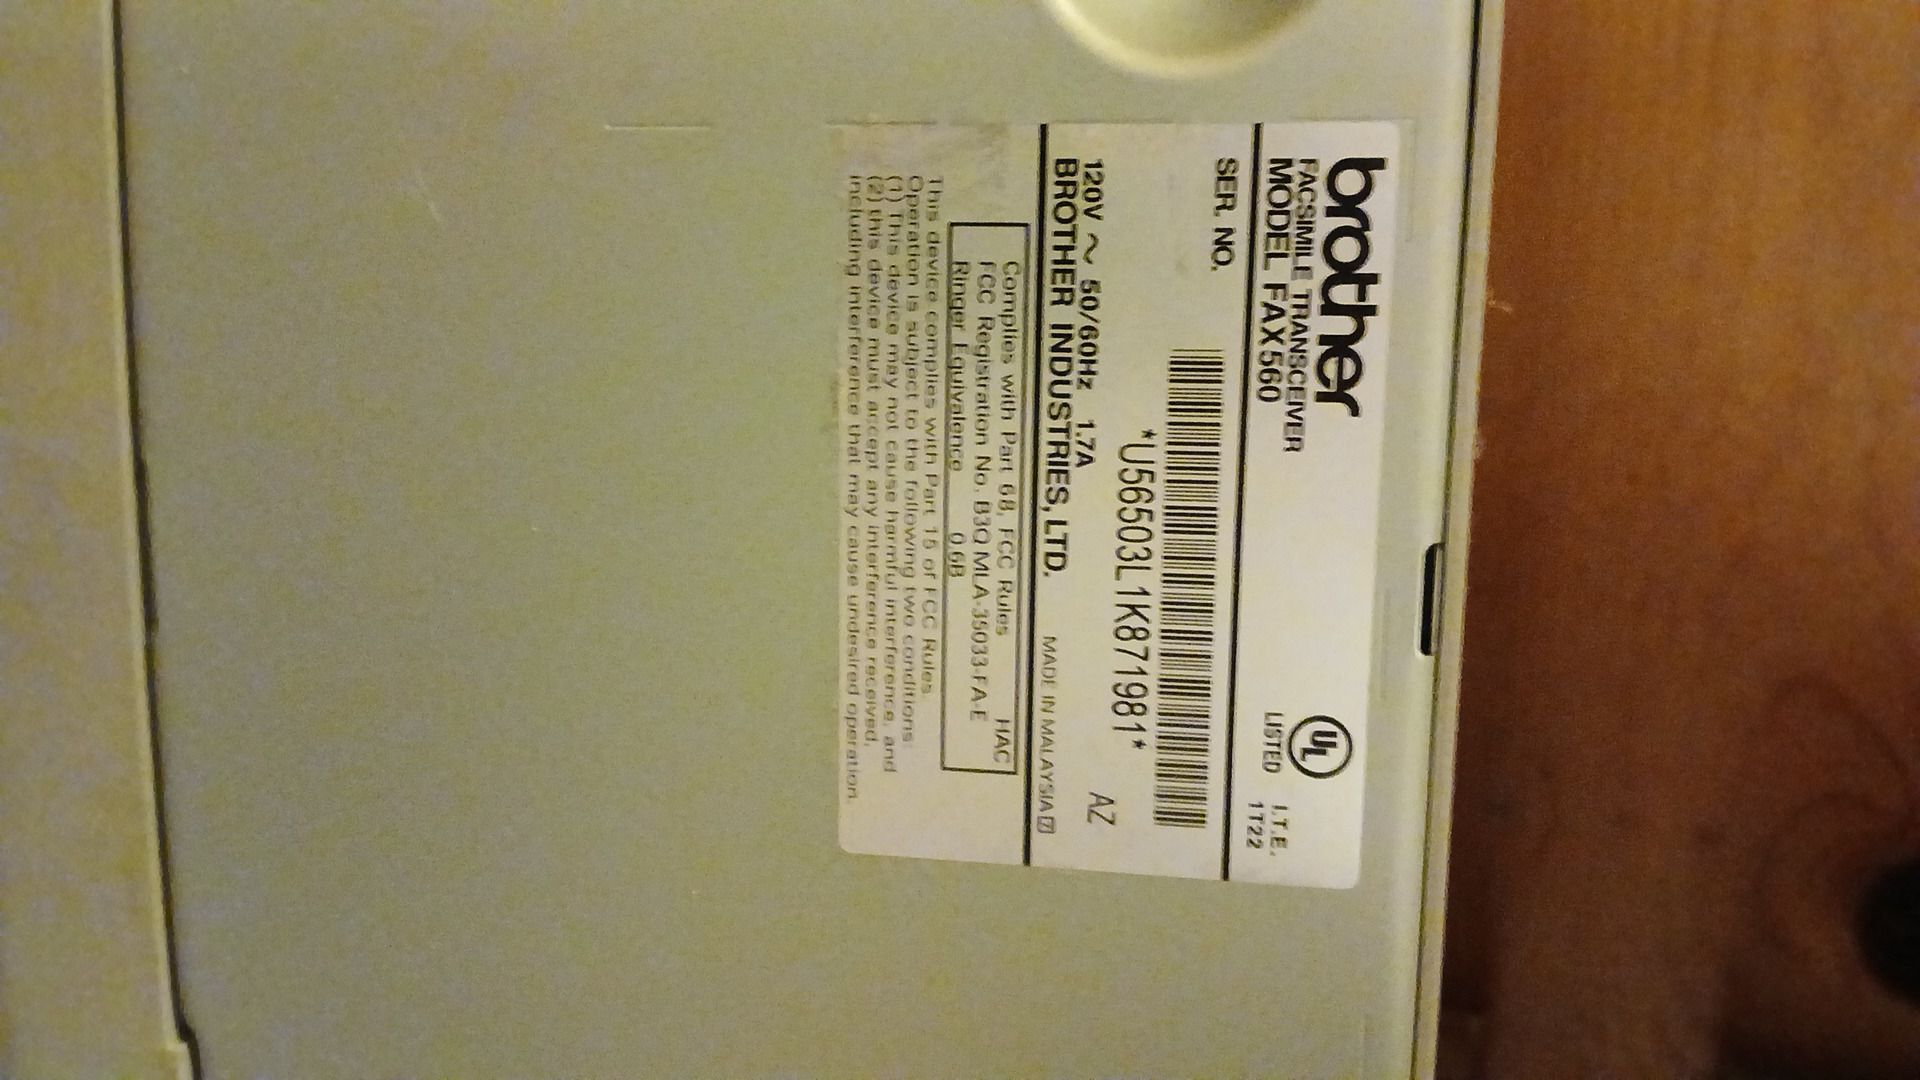 brother
FACSIMILE TRANSCEIVER
MODEL FAX560
UL
LISTED
I.T.E.
1T22
SER. NO.
*U56503L1K871981*
120V ~ 50/60Hz 1.7A
AZ
BROTHER INDUSTRIES, LTD.
MADE IN MALAYSIA 7
Complies with Part 68, FCC Rules HAC
FCC Registration No. B3Q MLA-35033-FA-E
Ringer Equivalence 0.6B
This device complies with Part 15 of FCC Rules.
Operation is subject to the following two conditions:
(1) This device may not cause harmful interference, and
(2) this device must accept any interference received,
including interference that may cause undesired operation.